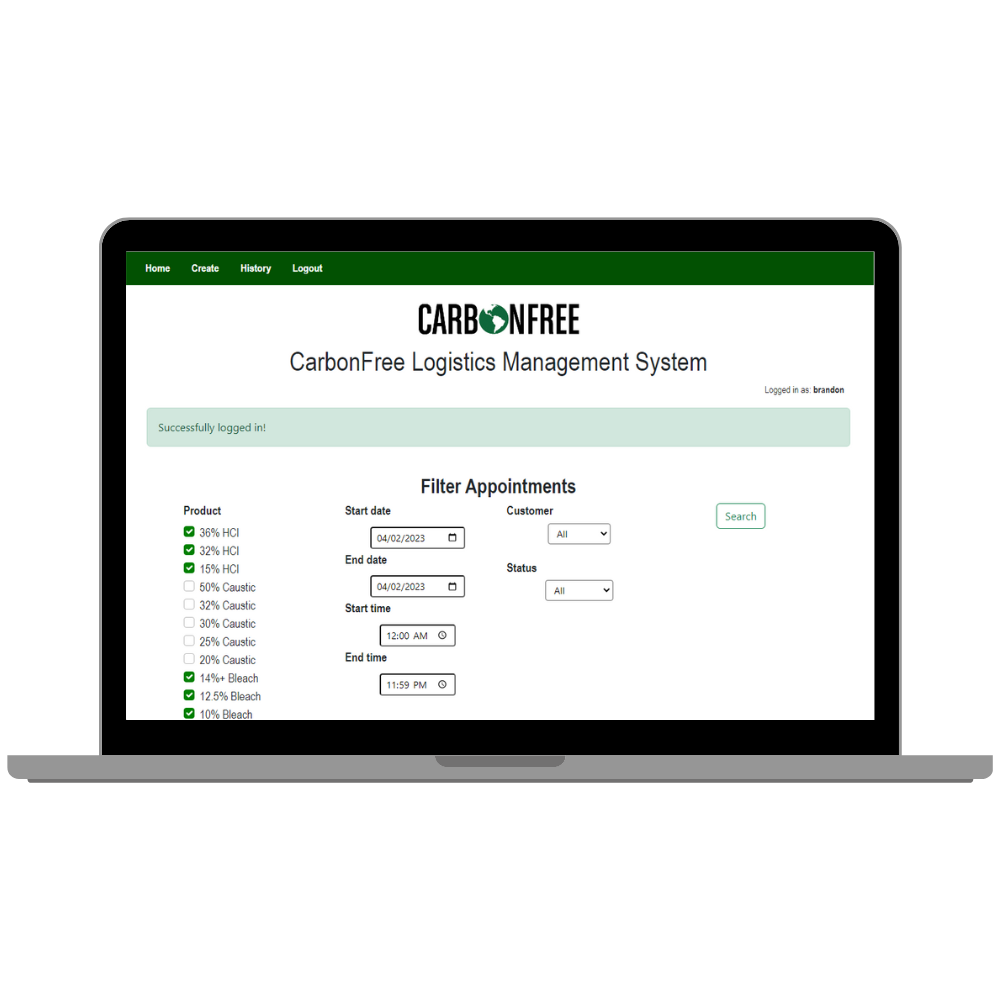 Home Create History Logout
CARBONFREE
CarbonFree Logistics Management System
Logged in as: brandon
Successfully logged in!
Filter Appointments
Product
36% HCl
32% HCl
15% HCl
50% Caustic
32% Caustic
30% Caustic
25% Caustic
20% Caustic
14%+ Bleach
12.5% Bleach
10% Bleach
Start date
04/02/2023
End date
04/02/2023
Start time
12:00 AM
End time
11:59 PM
Customer
All
Status
All
Search